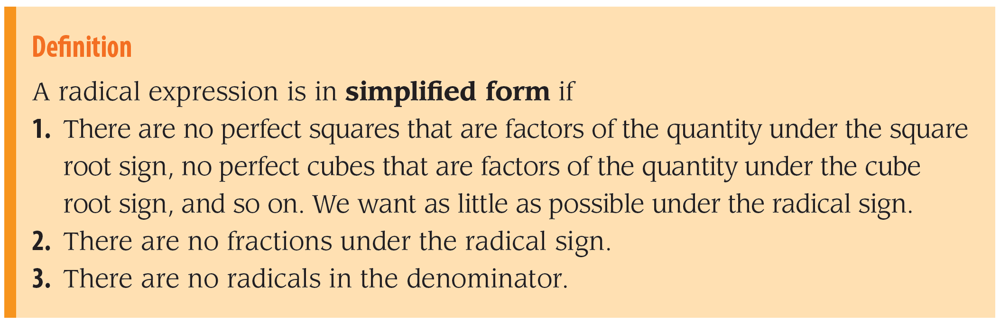 Definition
A radical expression is in simplified form if
1. There are no perfect squares that are factors of the quantity under the square
root sign, no perfect cubes that are factors of the quantity under the cube
root sign, and so on. We want as little as possible under the radical sign.
2. There are no fractions under the radical sign.
3. There are no radicals in the denominator.